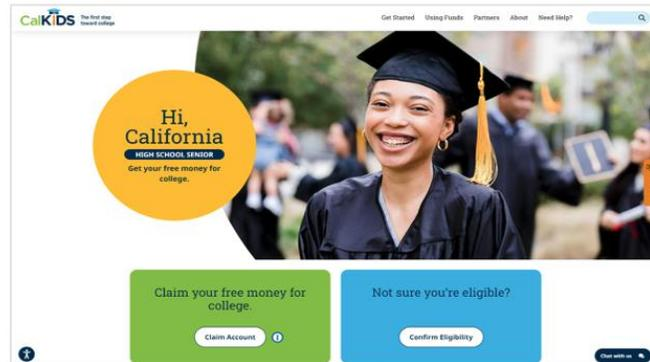 CalKIDS The first step
toward college
Get Started Using Funds Partners About Need Help?
Hi,
California
HIGH SCHOOL SENIOR
Get your free money for
college.
Claim your free money for
college.
Claim Account i
Not sure you're eligible?
Confirm Eligibility
Chat with us